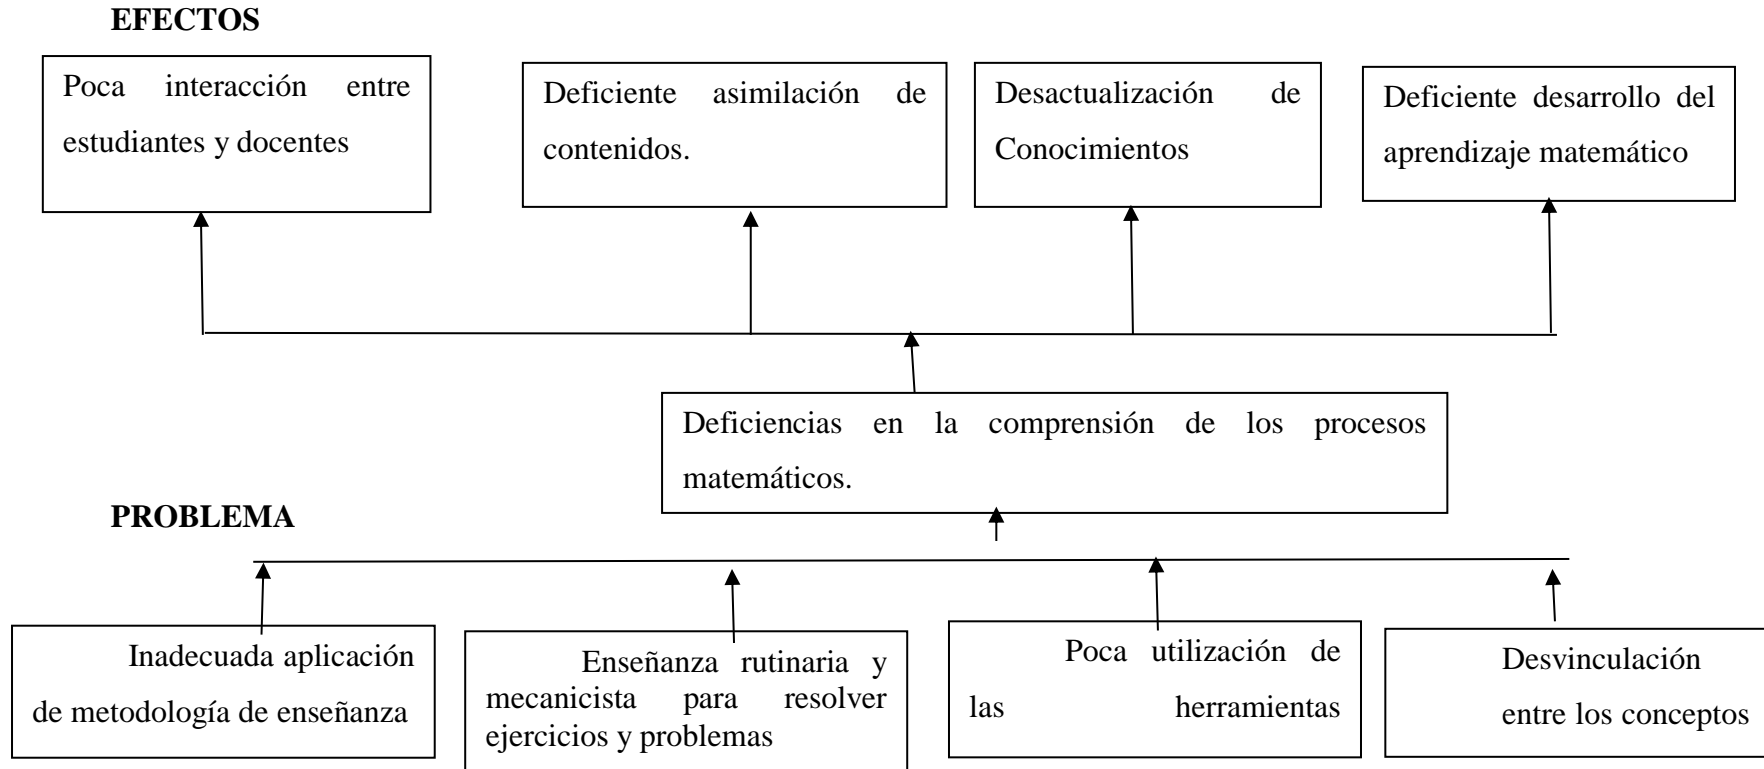 EFECTOS
Poca interacción entre
estudiantes y docentes
Deficiente asimilación de
contenidos.
Desactualización de
Conocimientos
Deficiente desarrollo del
aprendizaje matemático
Deficiencias en la comprensión de los procesos
matemáticos.
PROBLEMA
Inadecuada aplicación
de metodología de enseñanza
Enseñanza rutinaria y
mecanicista para resolver
ejercicios y problemas
Poca utilización de
las herramientas
Desvinculación
entre los conceptos